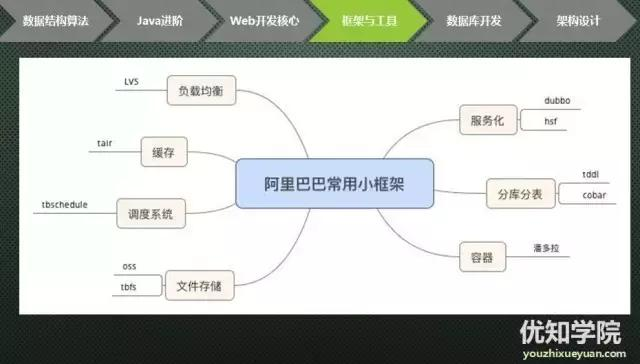 数据结构算法
Java进阶
Web开发核心
框架与工具
数据库开发
架构设计
LVS
负载均衡
tair
缓存
tbschedule
调度系统
oss
tbfs
文件存储
阿里巴巴常用小框架
服务化
dubbo
hsf
分库分表
tddl
cobar
容器
潘多拉
优知学院
youzhixueyuan.com